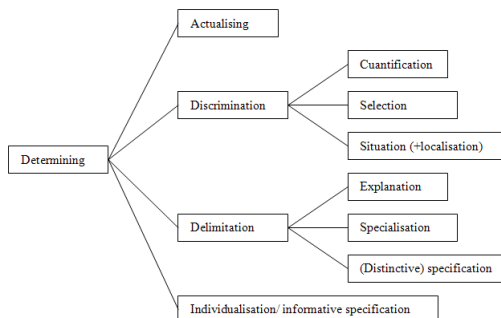 Actualising
Cuantification
Discrimination
Selection
Situation (+localisation)
Determining
Explanation
Delimitation
Specialisation
(Distinctive) specification
Individualisation/ informative specification